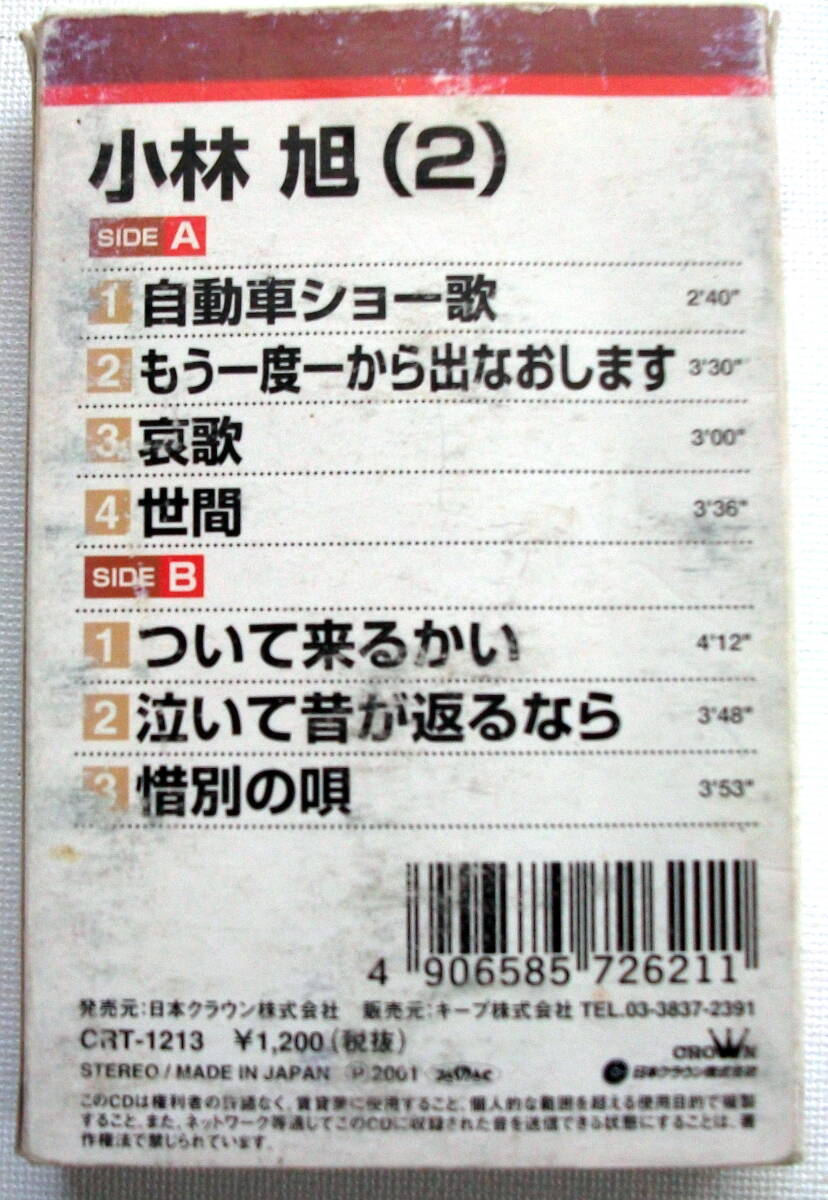 小林 旭(2)
SIDE A
1 自動車ショー歌 2'40"
2 もう一度一から出なおします 3'30"
3 哀歌 3'00"
4 世間 3'36"
SIDE B
1 ついて来るかい 4'12"
2 泣いて昔が返るなら 3'48"
3 惜別の唄 3'53"
4 906585 726211
発売元:日本クラウン株式会社 販売元:キープ株式会社 TEL.03-3837-2391
CRT-1213 ¥1,200(税抜)
CROWN
STEREO / MADE IN JAPAN Ⓟ2001 JASRAC
日本クラウン株式会社
このCDは権利者の許諾なく、賃貸業に使用すること、個人的な範囲を超える使用目的で複製
すること、また、ネットワーク等通してこのCDに収録された音を送信できる状態にすることは、著
作権法で禁じられています。